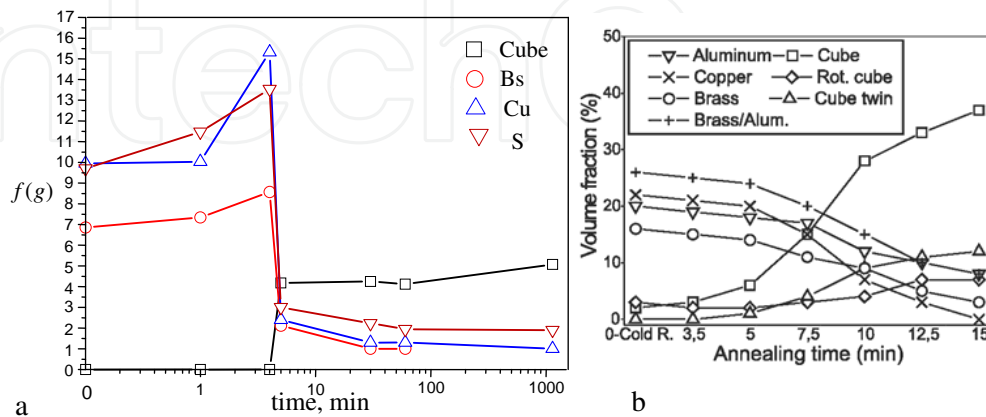 a
17
16
15
14
13
12
11
10
9
8
7
6
5
4
3
2
1
0
f(g)
Cube
Bs
Cu
S
0 1 10 100 1000
time, min
50
40
30
20
10
0
Volume fraction (%)
Aluminum Cube
Copper Rot. cube
Brass Cube twin
Brass/Alum.
0-Cold R. 3,5 5 7,5 10 12,5 15
Annealing time (min)
b